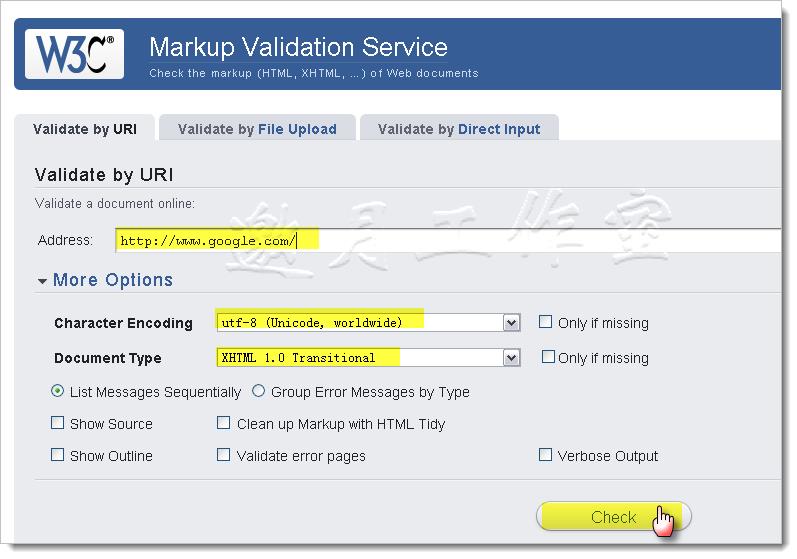 W3C®
Markup Validation Service
Check the markup (HTML, XHTML, …) of Web documents
Validate by URI
Validate by File Upload
Validate by Direct Input
Validate by URI
Validate a document online:
Address: http://www.google.com/
More Options
Character Encoding utf-8 (Unicode, worldwide) Only if missing
Document Type XHTML 1.0 Transitional Only if missing
List Messages Sequentially Group Error Messages by Type
Show Source Clean up Markup with HTML Tidy
Show Outline Validate error pages Verbose Output
Check
邀月工作室